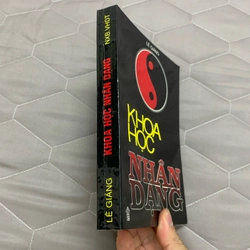 NXB VHDT
KHOA HỌC NHÂN DẠNG
LÊ GIẢNG
LÊ GIẢNG
KHOA
HỌC
NHÂN
DẠNG